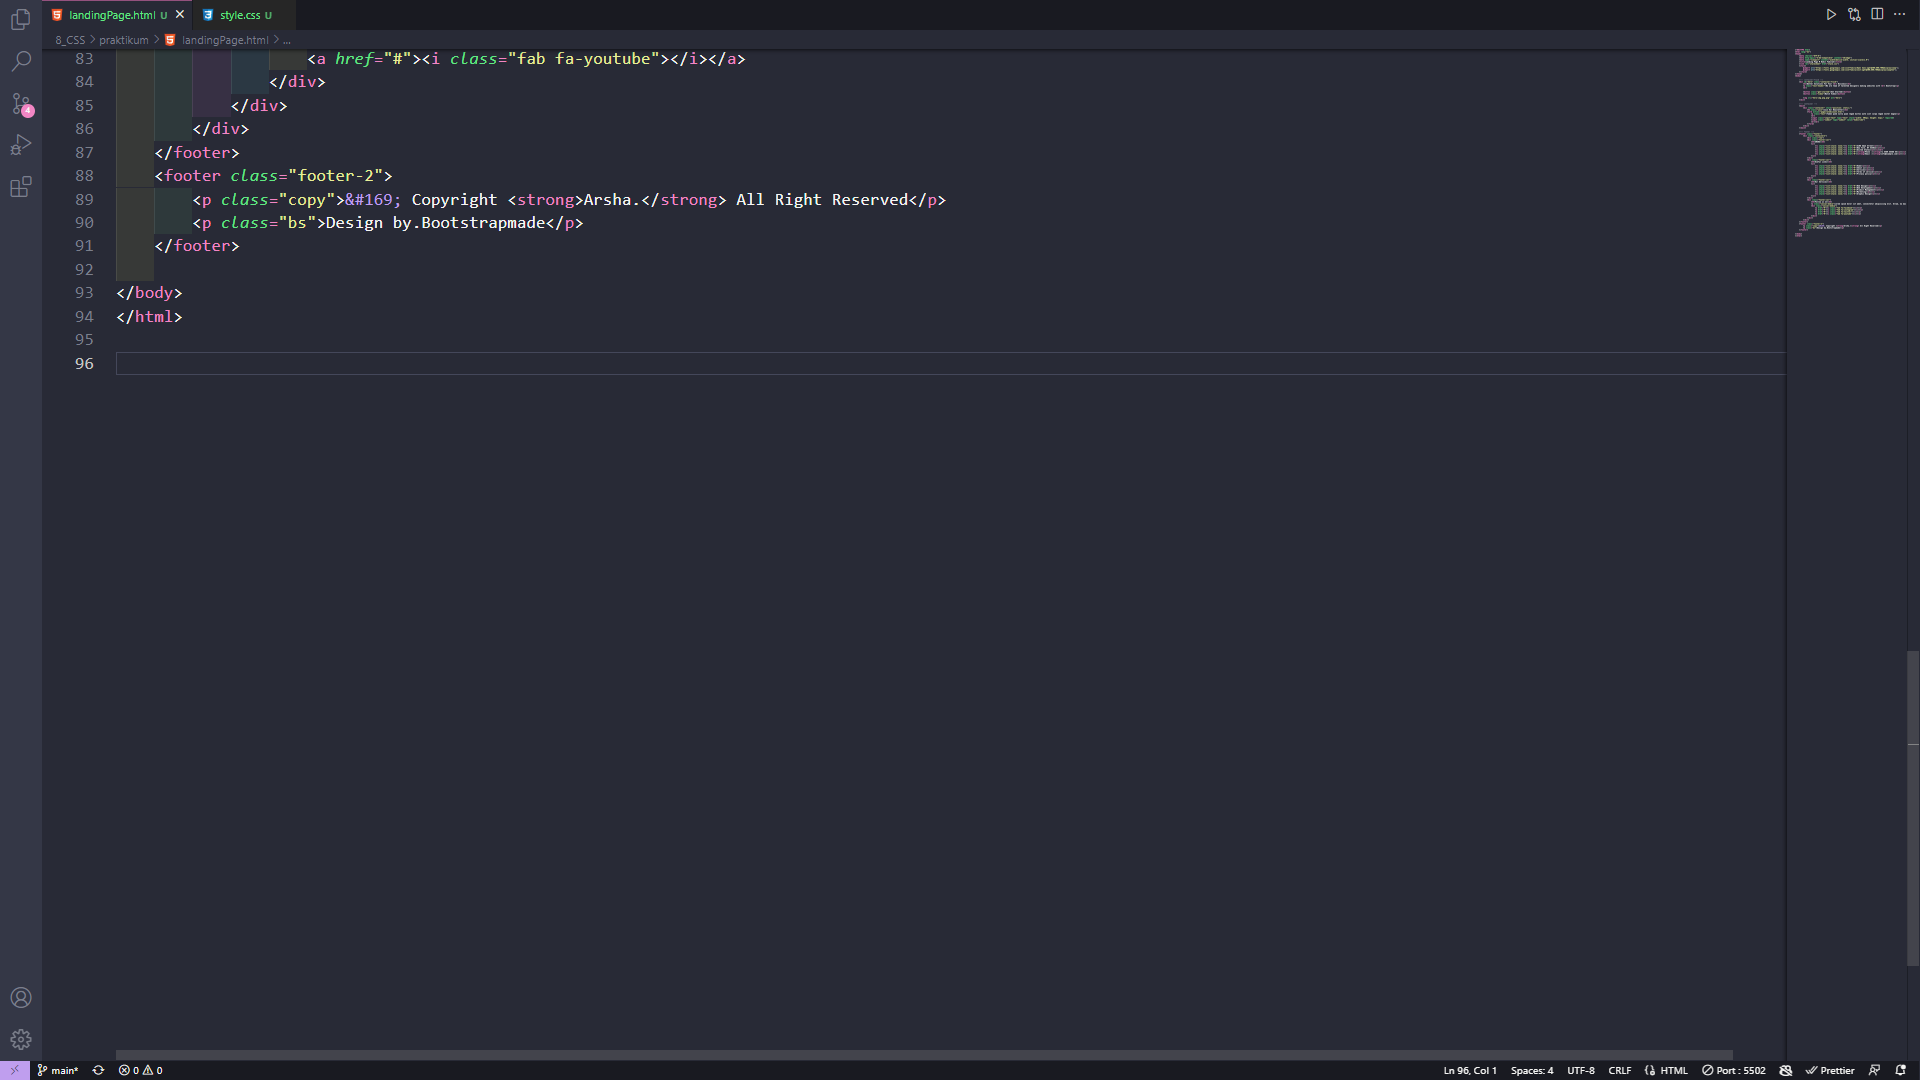 landingPage.html U
style.css U
8_CSS > praktikum > landingPage.html > ...
83 <a href="#"><i class="fab fa-youtube"></i></a>
84 </div>
85 </div>
86 </div>
87 </footer>
88 <footer class="footer-2">
89 <p class="copy">&#169; Copyright <strong>Arsha.</strong> All Right Reserved</p>
90 <p class="bs">Design by.Bootstrapmade</p>
91 </footer>
92
93 </body>
94 </html>
95
96
4
main* 0 0 Ln 96, Col 1 Spaces: 4 UTF-8 CRLF HTML Port : 5502 Prettier